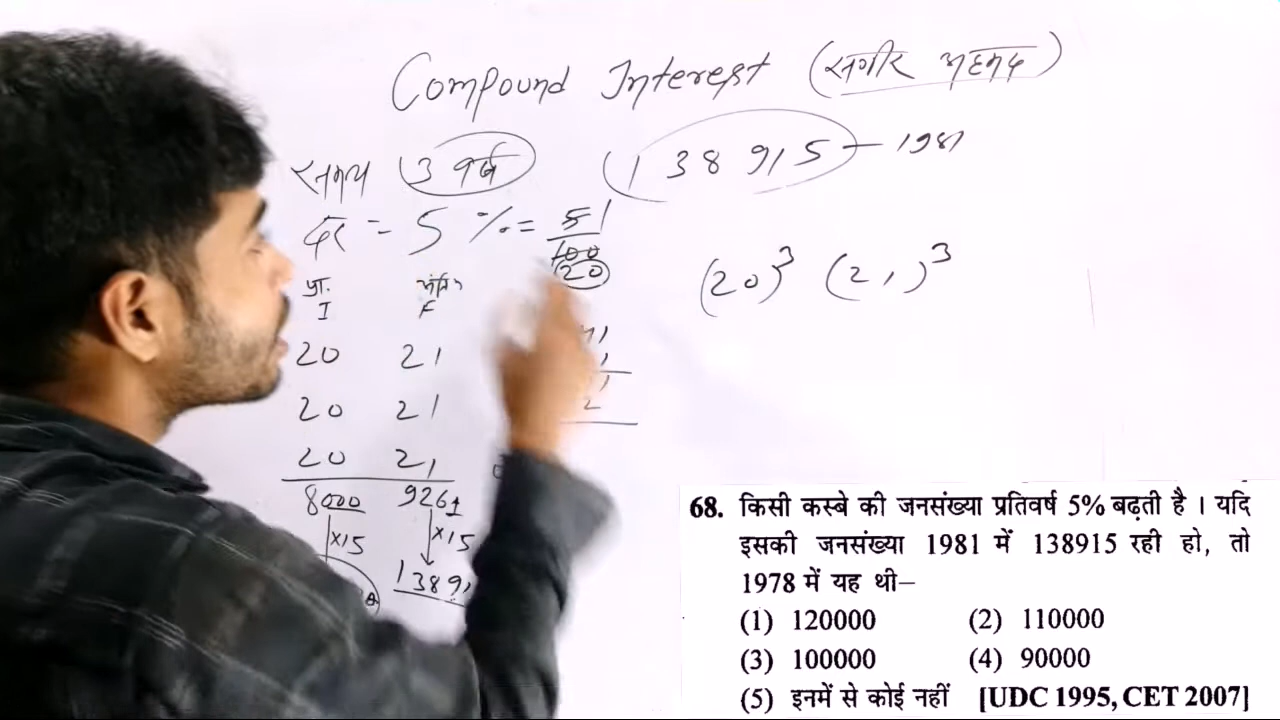 Compound Interest (सगीर अहमद)
समय 3 वर्ष
138915 — 1981
दर = 5 % = 5/100 1/20
(20)³ (21)³
प्रा. अंतिम
I F
20 21
20 21
20 21
8000 9261
×15 ×15
1389
68. किसी कस्बे की जनसंख्या प्रतिवर्ष 5% बढ़ती है । यदि
इसकी जनसंख्या 1981 में 138915 रही हो, तो
1978 में यह थी–
(1) 120000 (2) 110000
(3) 100000 (4) 90000
(5) इनमें से कोई नहीं [UDC 1995, CET 2007]